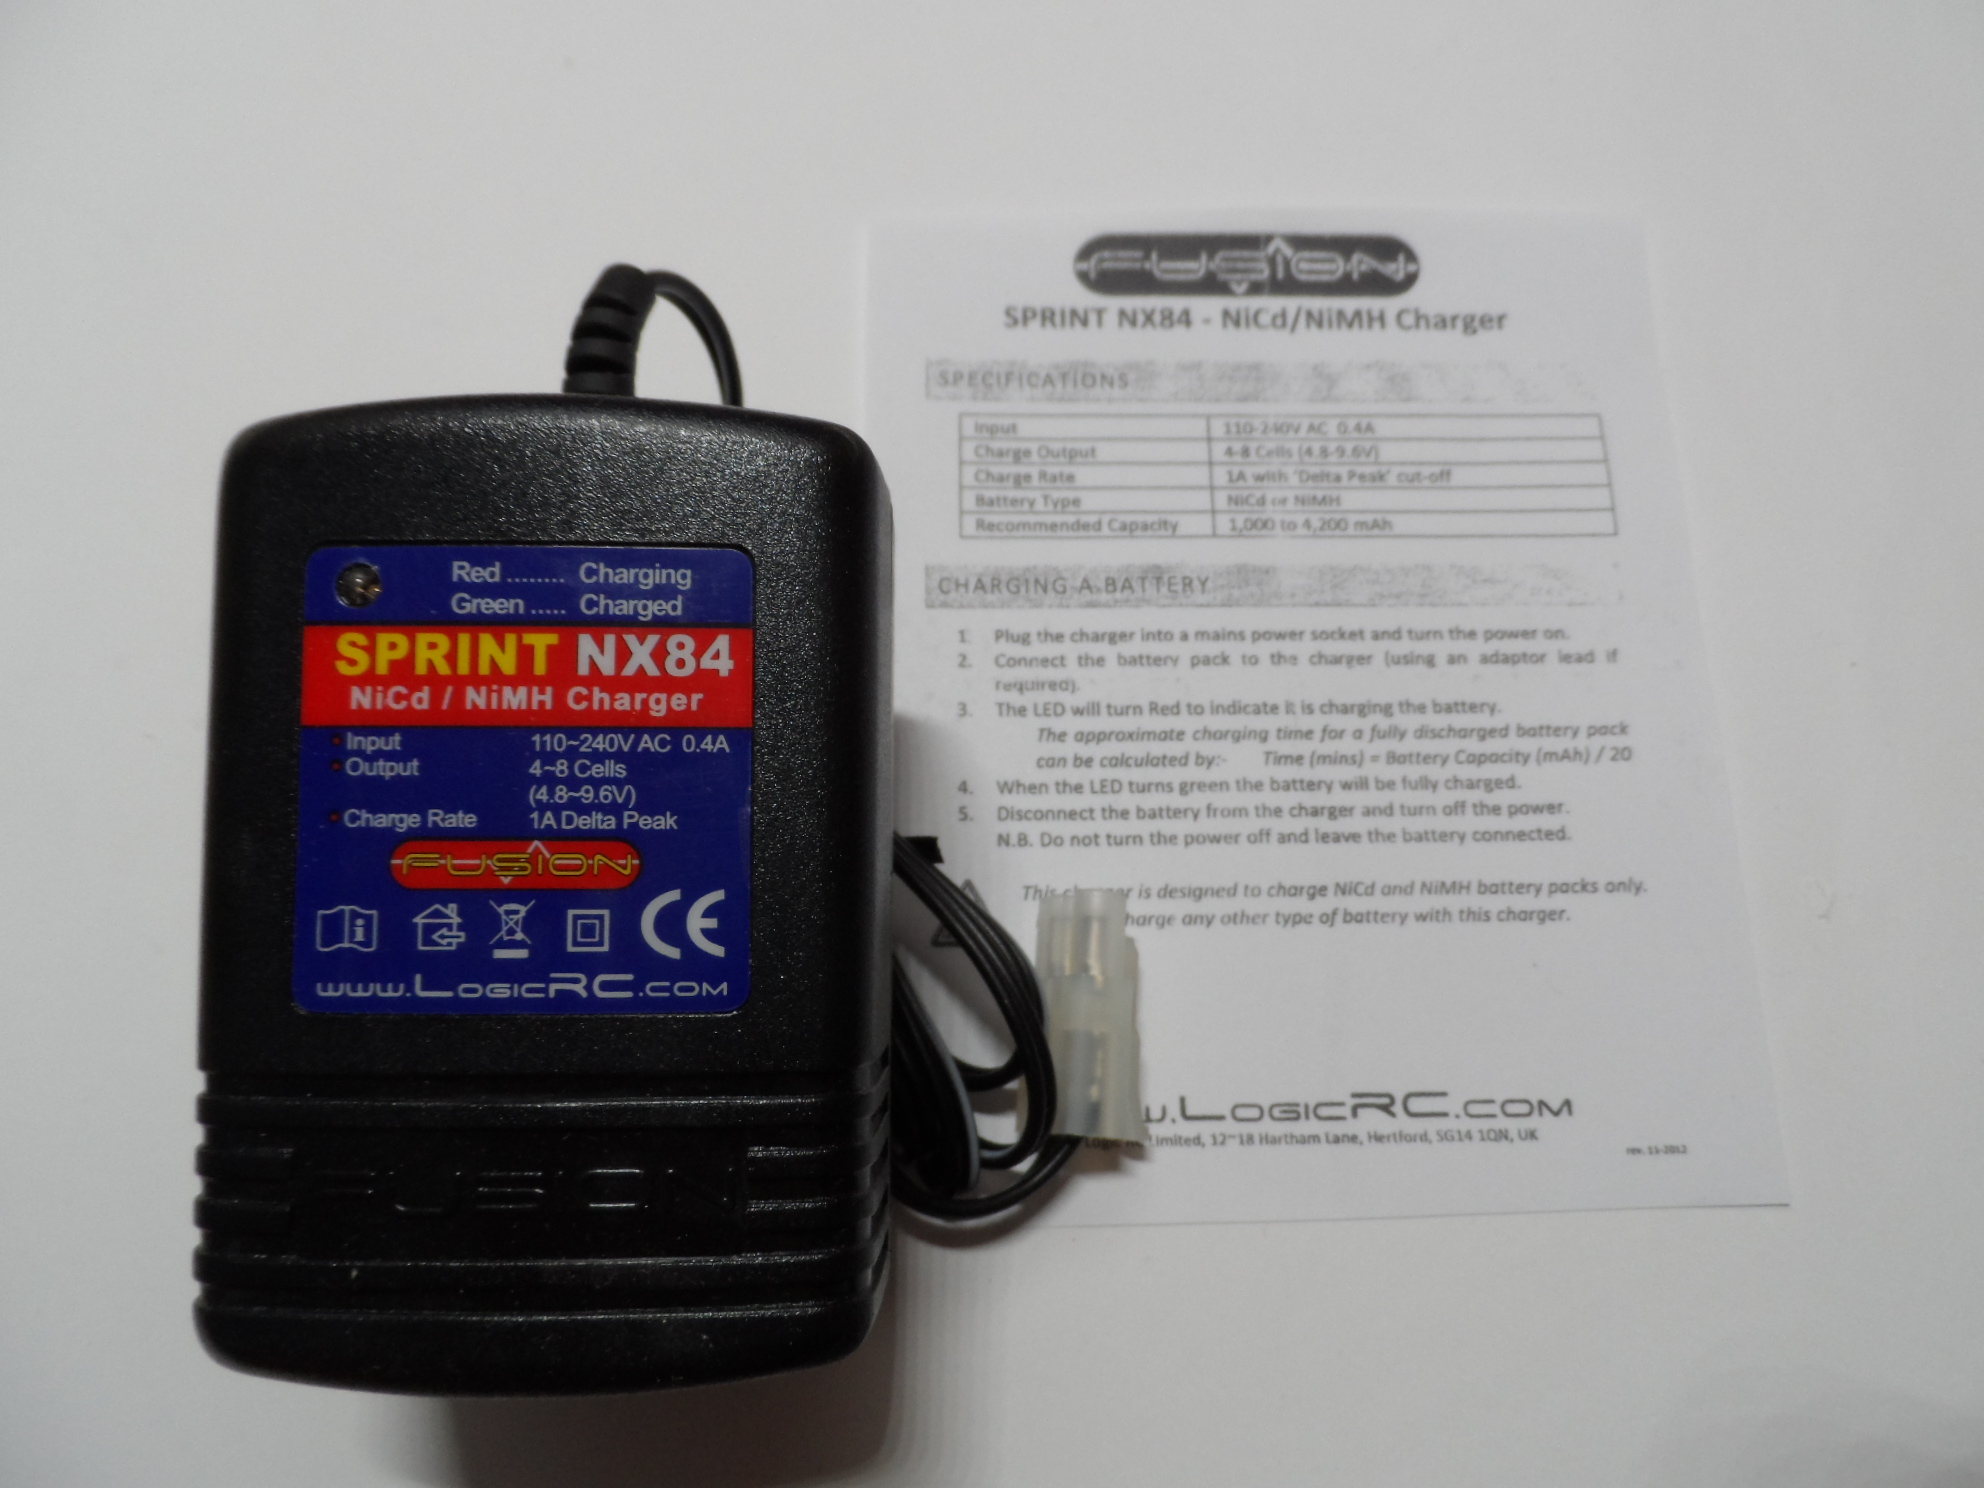 Red ........ Charging
Green ..... Charged
SPRINT NX84
NiCd / NiMH Charger
Input 110~240V AC 0.4A
Output 4~8 Cells
(4.8~9.6V)
Charge Rate 1A Delta Peak
FUSION
CE
www.LogicRC.com
FUSION
FUSION
SPRINT NX84 - NiCd/NiMH Charger
SPECIFICATIONS
Input 110-240V AC 0.4A
Charge Output 4-8 Cells (4.8-9.6V)
Charge Rate 1A with 'Delta Peak' cut-off
Battery Type NiCd or NiMH
Recommended Capacity 1,000 to 4,200 mAh
CHARGING A BATTERY
1. Plug the charger into a mains power socket and turn the power on.
2. Connect the battery pack to the charger (using an adaptor lead if
required).
3. The LED will turn Red to indicate it is charging the battery.
The approximate charging time for a fully discharged battery pack
can be calculated by:- Time (mins) = Battery Capacity (mAh) / 20
4. When the LED turns green the battery will be fully charged.
5. Disconnect the battery from the charger and turn off the power.
N.B. Do not turn the power off and leave the battery connected.
This is designed to charge NiCd and NiMH battery packs only.
harge any other type of battery with this charger.
.LogicRC.com
Limited, 12~18 Hartham Lane, Hertford, SG14 1QN, UK
rev. 11-2012